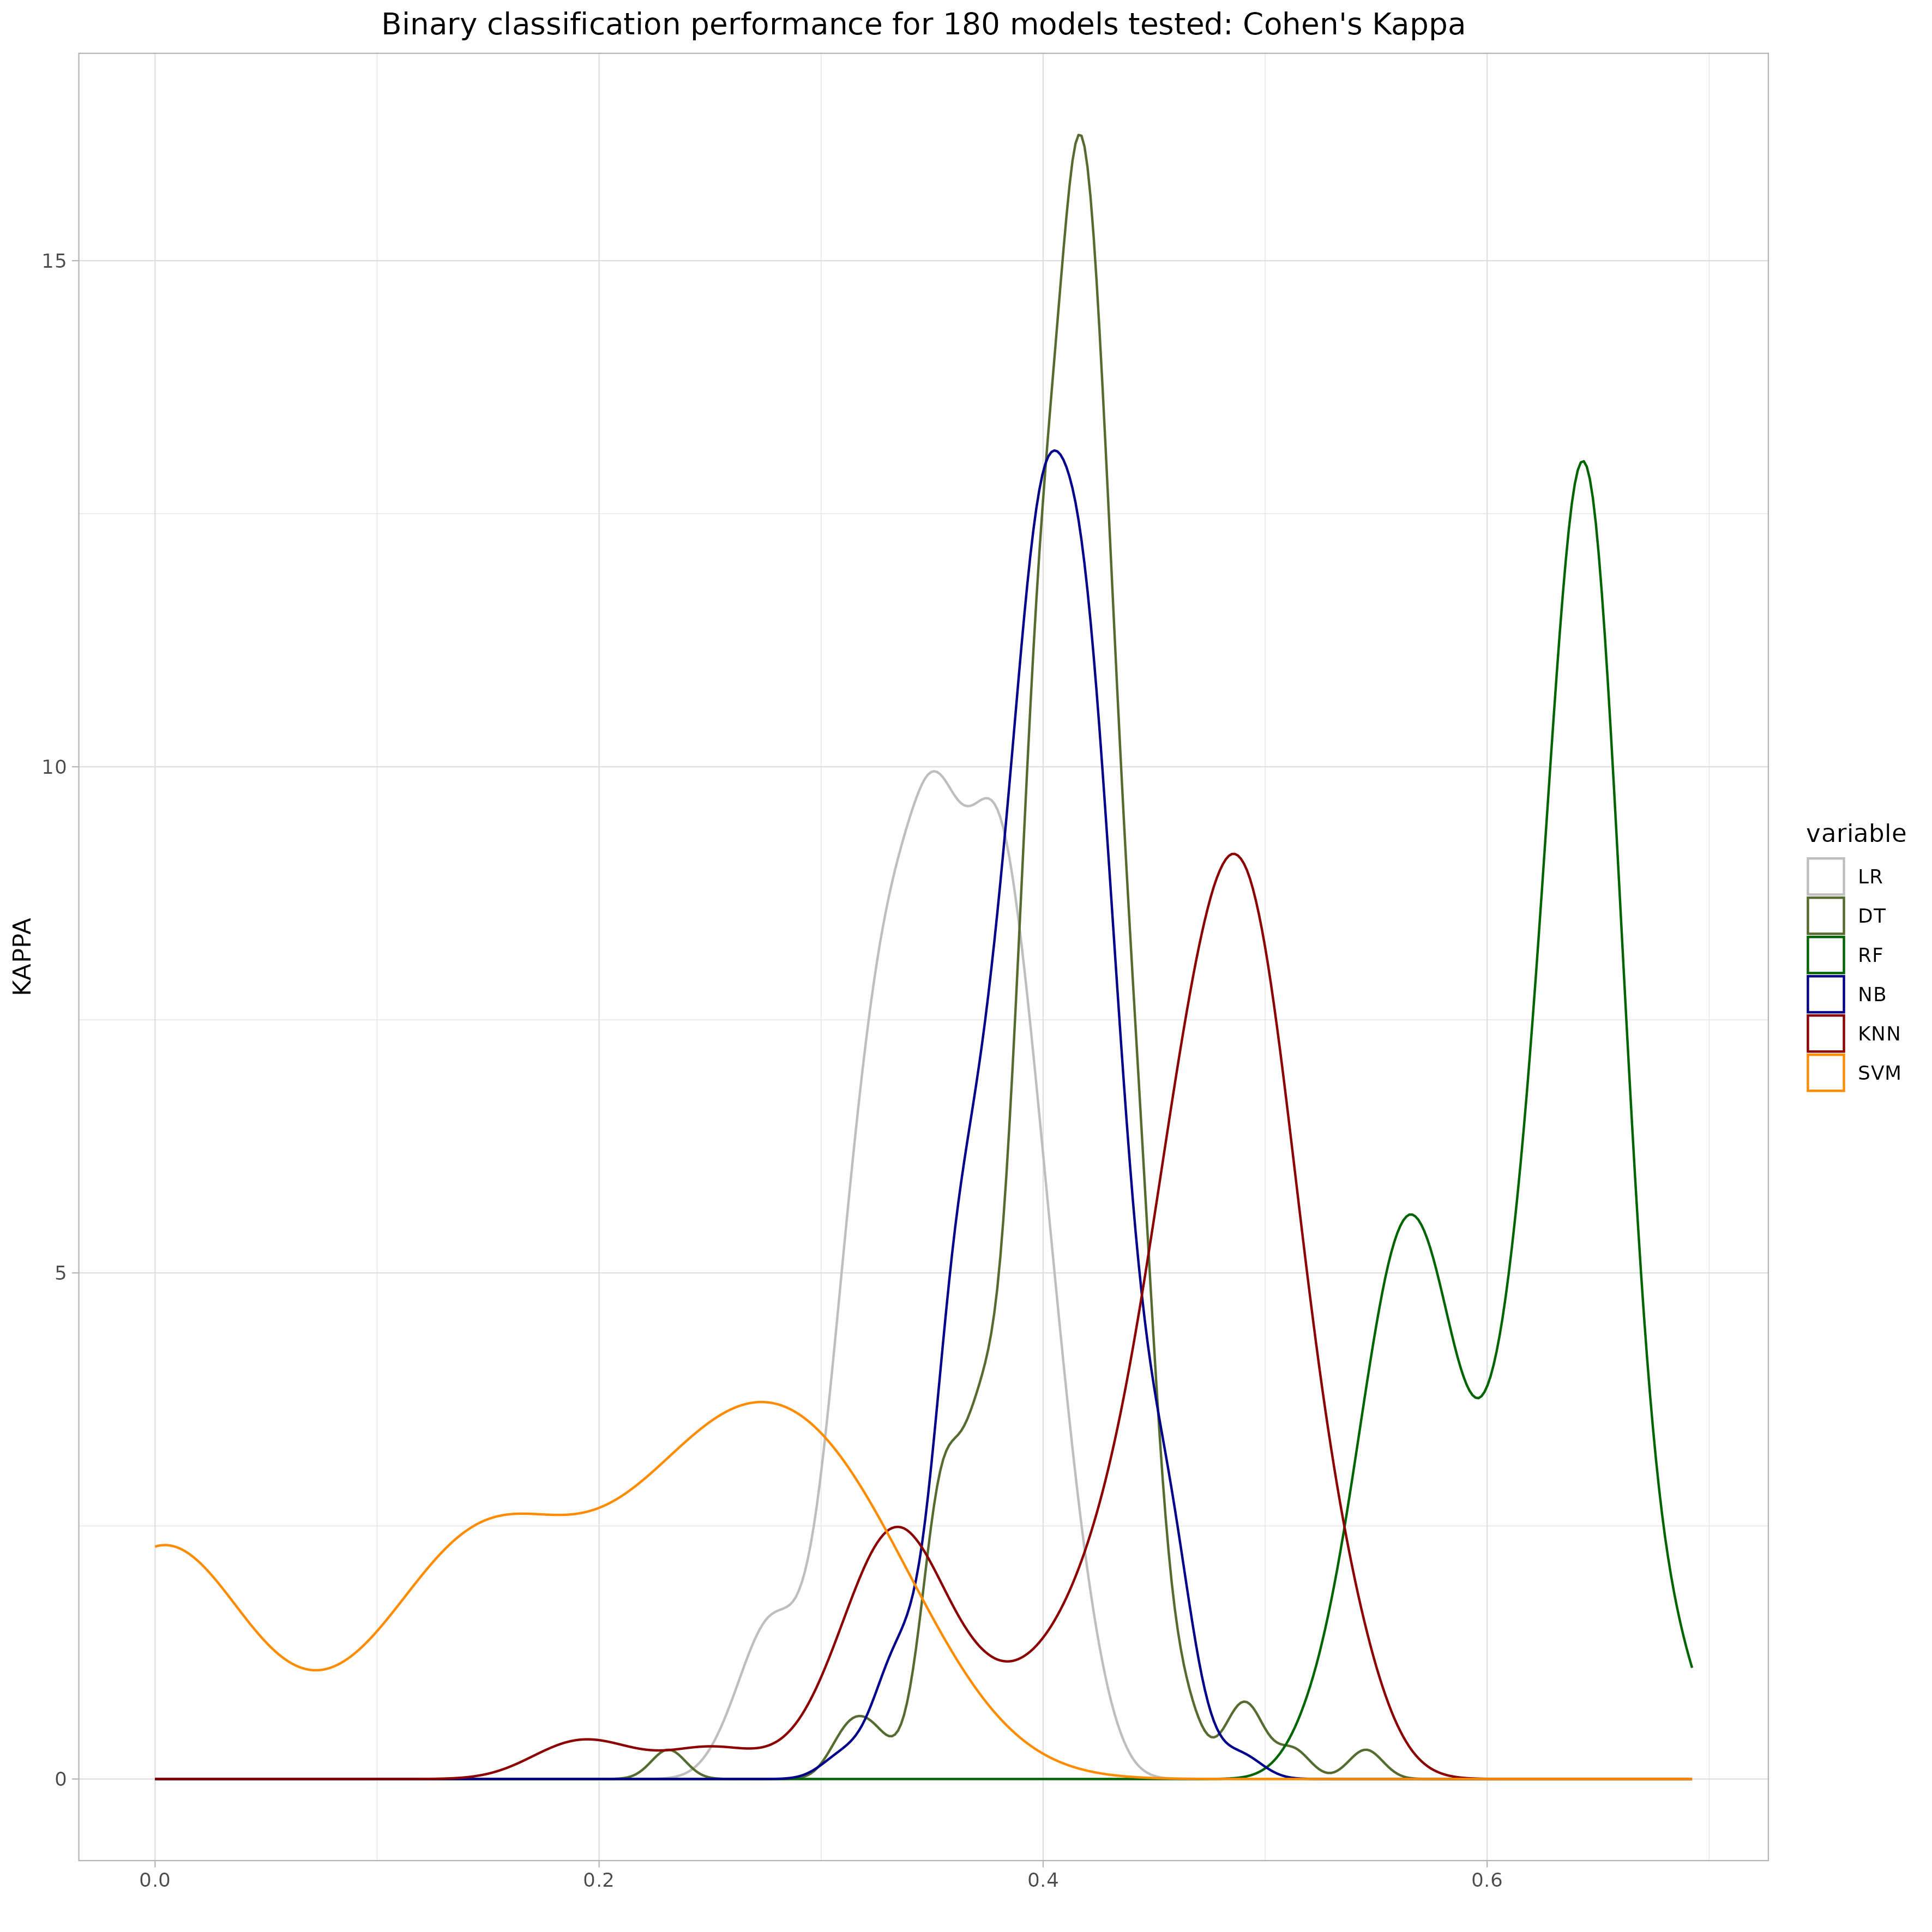 Binary classification performance for 180 models tested: Cohen's Kappa
15
10
5
0
KAPPA
0.0
0.2
0.4
0.6
variable
LR
DT
RF
NB
KNN
SVM